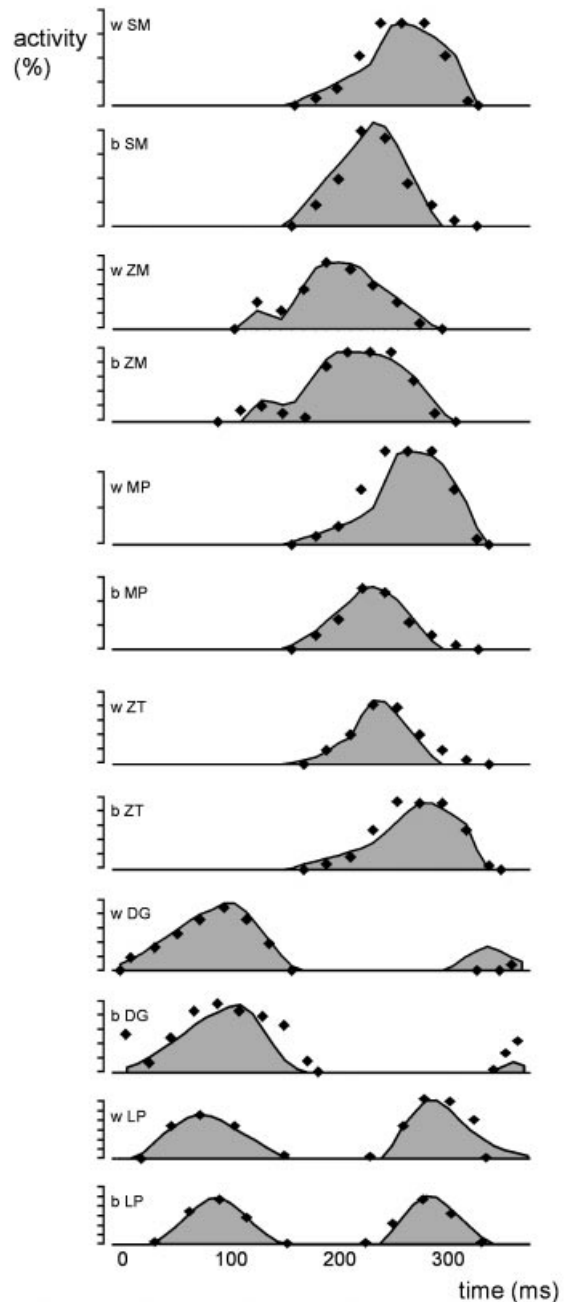 activity
(%)
w SM
b SM
w ZM
b ZM
w MP
b MP
w ZT
b ZT
w DG
b DG
w LP
b LP
0 100 200 300
time (ms)